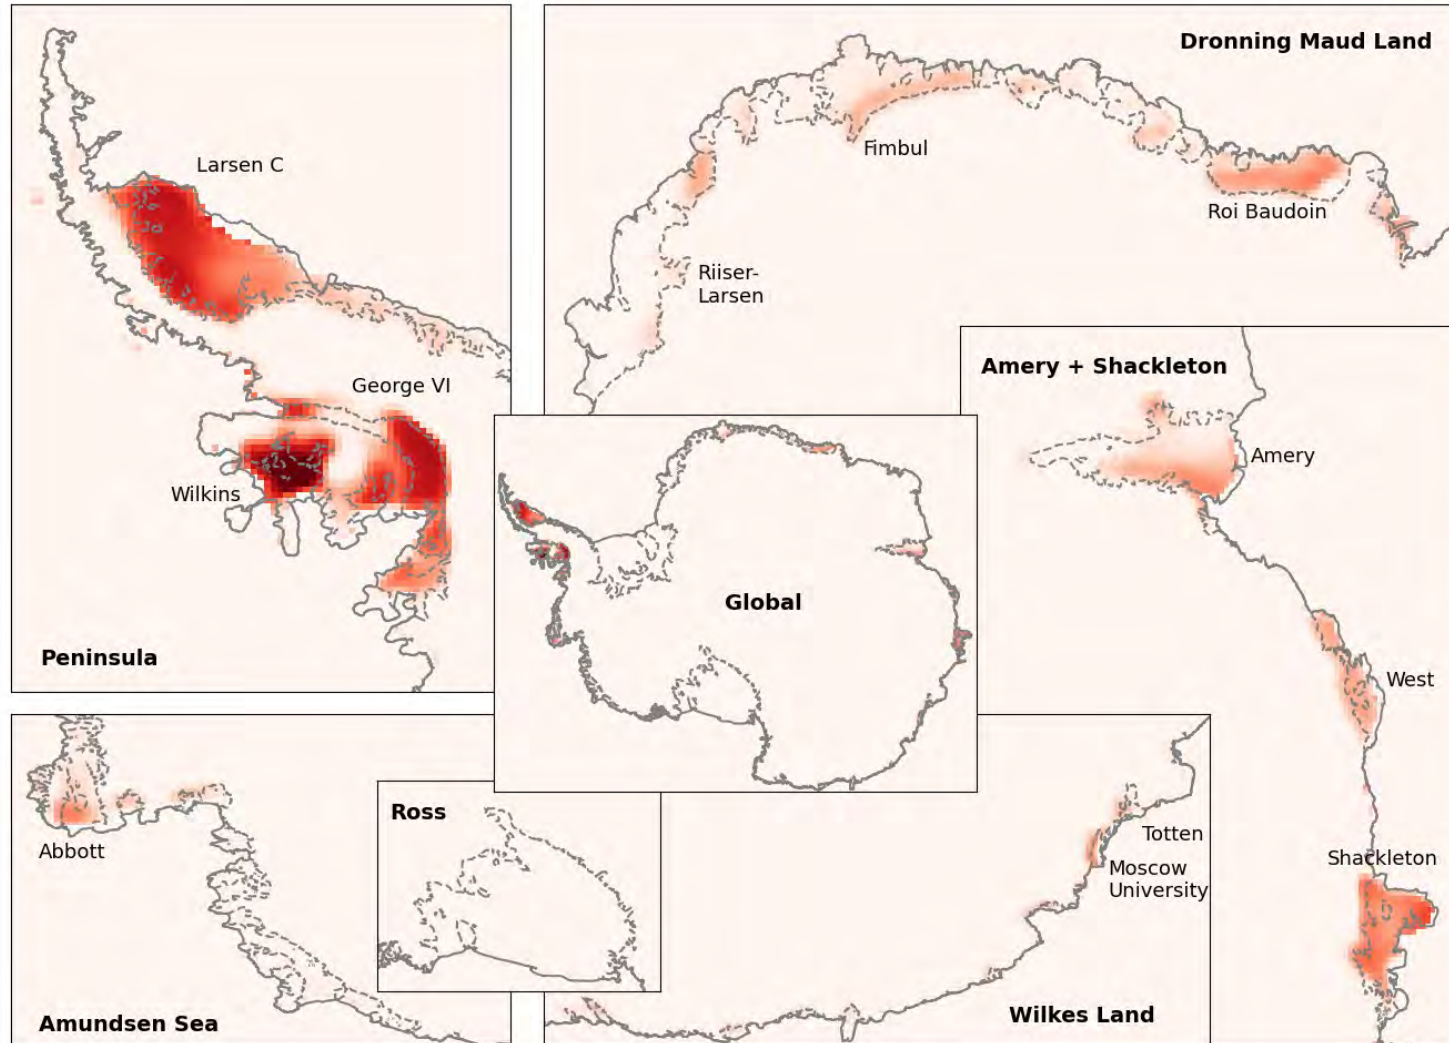 Dronning Maud Land
Larsen C
Fimbul
Roi Baudoin
Riiser-
Larsen
George VI
Amery + Shackleton
Amery
Wilkins
Global
Peninsula
West
Ross
Totten
Abbott
Shackleton
Moscow
University
Amundsen Sea
Wilkes Land